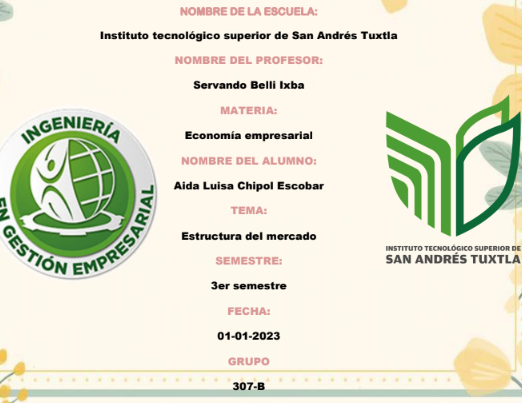 NOMBRE DE LA ESCUELA:
Instituto tecnológico superior de San Andrés Tuxtla
NOMBRE DEL PROFESOR:
Servando Belli Ixba
MATERIA:
Economía empresarial
NOMBRE DEL ALUMNO:
Aida Luisa Chipol Escobar
TEMA:
Estructura del mercado
SEMESTRE:
3er semestre
FECHA:
01-01-2023
GRUPO
307-B
INGENIERÍA
EN GESTIÓN EMPRESARIAL
INSTITUTO TECNOLÓGICO SUPERIOR DE
SAN ANDRÉS TUXTLA